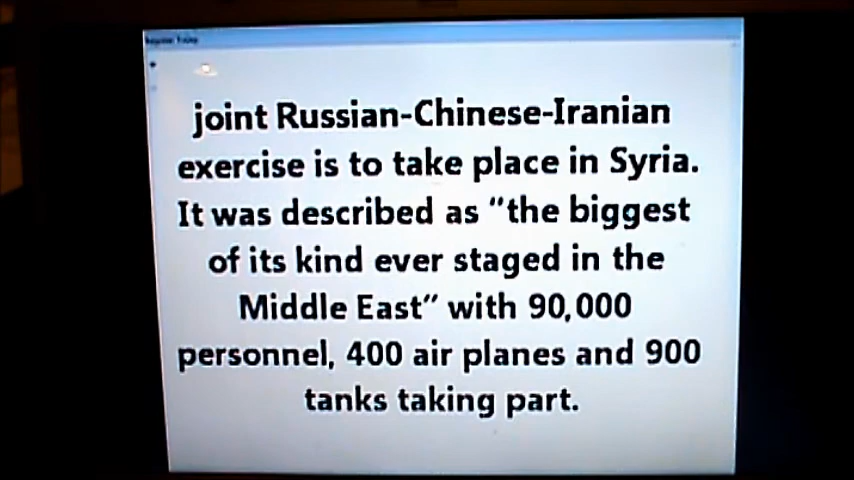 joint Russian-Chinese-Iranian
exercise is to take place in Syria.
It was described as “the biggest
of its kind ever staged in the
Middle East” with 90,000
personnel, 400 air planes and 900
tanks taking part.